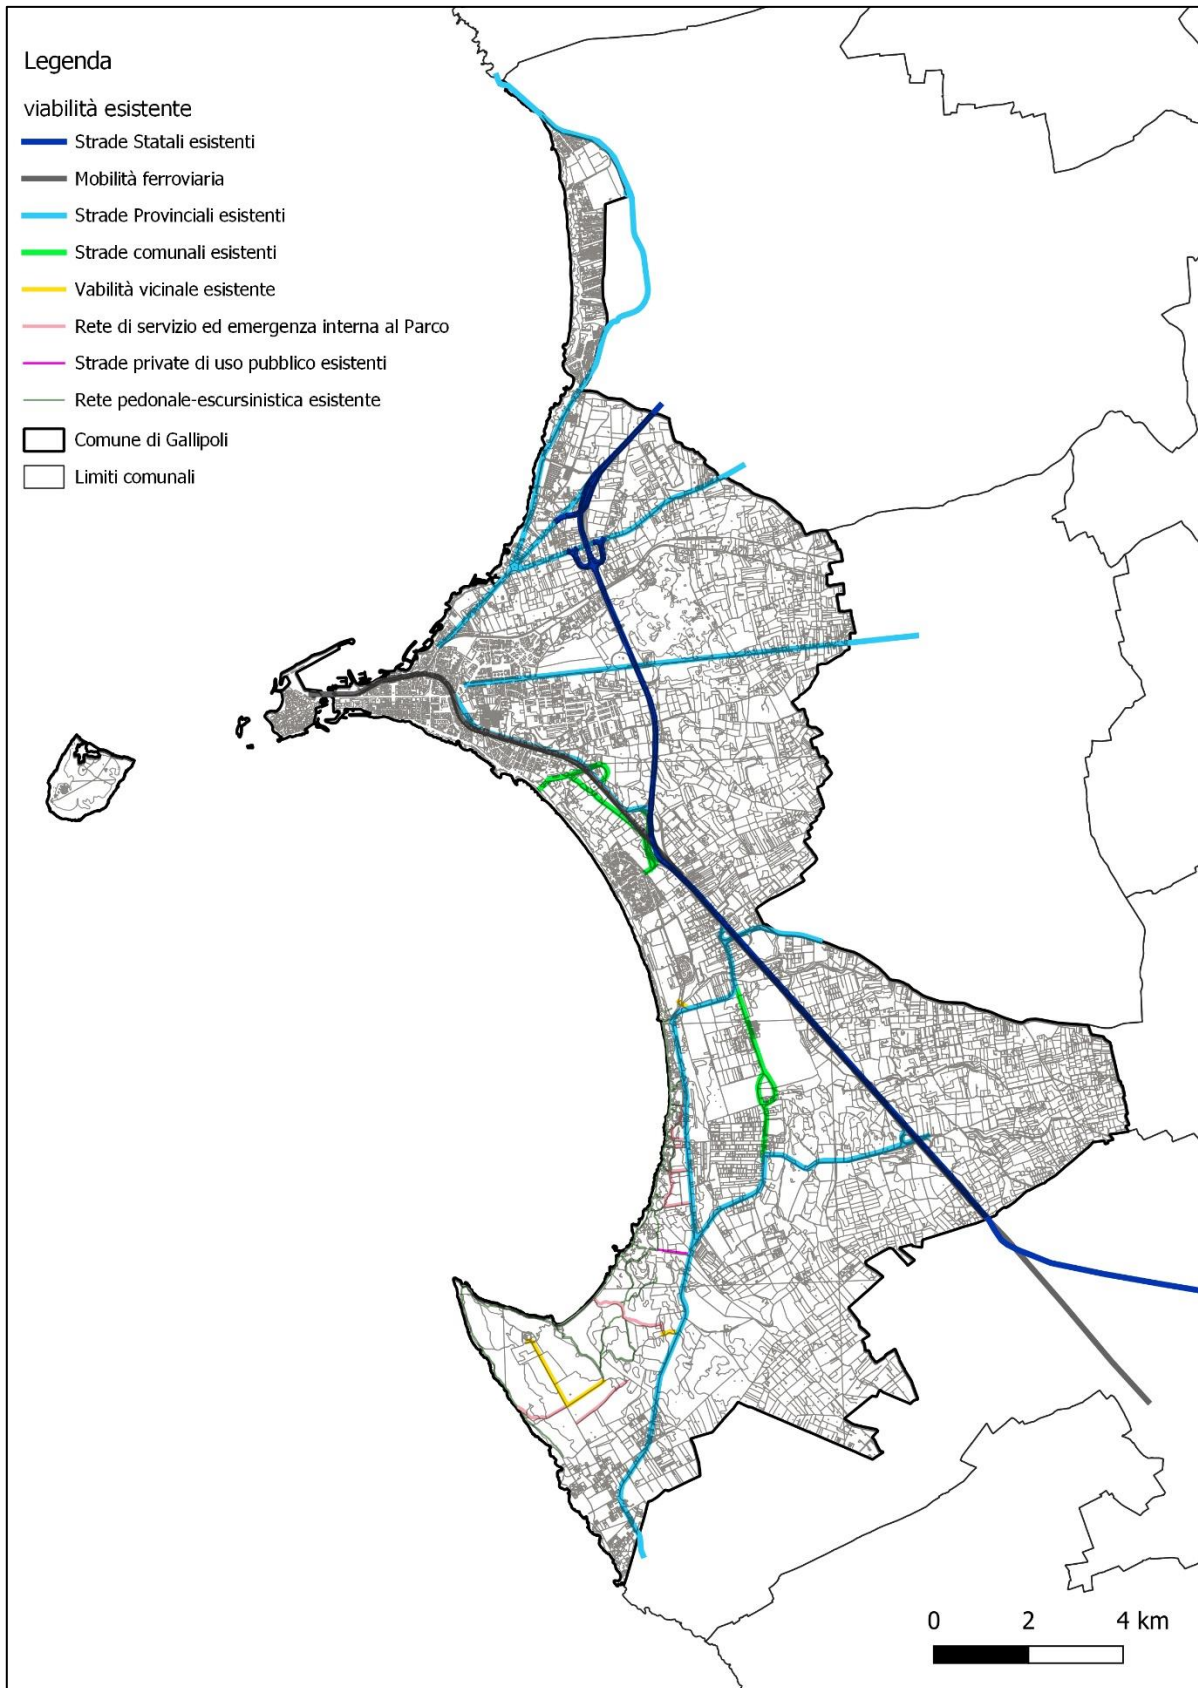 Legenda
viabilità esistente
Strade Statali esistenti
Mobilità ferroviaria
Strade Provinciali esistenti
Strade comunali esistenti
Vabilità vicinale esistente
Rete di servizio ed emergenza interna al Parco
Strade private di uso pubblico esistenti
Rete pedonale-escursinistica esistente
Comune di Gallipoli
Limiti comunali
0 2 4 km